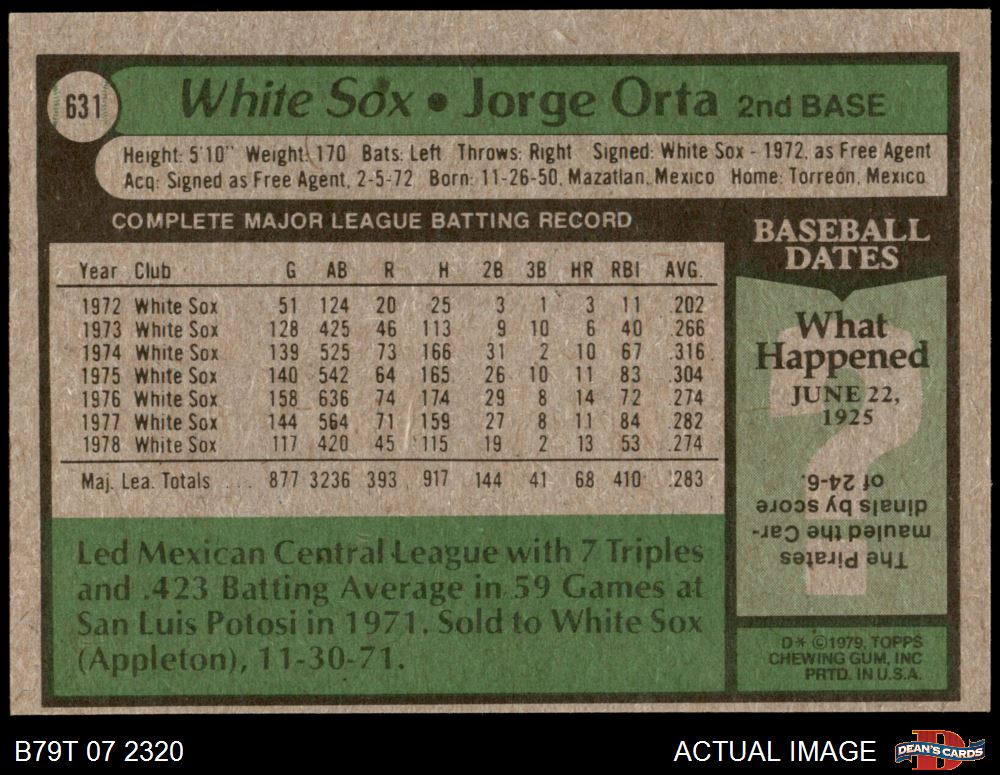 631
White Sox • Jorge Orta 2nd BASE
Height: 5'10" Weight: 170 Bats: Left Throws: Right Signed: White Sox - 1972, as Free Agent
Acq: Signed as Free Agent, 2-5-72 Born: 11-26-50, Mazatlan, Mexico Home: Torreón, Mexico
COMPLETE MAJOR LEAGUE BATTING RECORD
Year Club G AB R H 2B 3B HR RBI AVG.
1972 White Sox 51 124 20 25 3 1 3 11 .202
1973 White Sox 128 425 46 113 9 10 6 40 .266
1974 White Sox 139 525 73 166 31 2 10 67 .316
1975 White Sox 140 542 64 165 26 10 11 83 .304
1976 White Sox 158 636 74 174 29 8 14 72 .274
1977 White Sox 144 564 71 159 27 8 11 84 .282
1978 White Sox 117 420 45 115 19 2 13 53 .274
Maj. Lea. Totals ... 877 3236 393 917 144 41 68 410 .283
Led Mexican Central League with 7 Triples
and .423 Batting Average in 59 Games at
San Luis Potosi in 1971. Sold to White Sox
(Appleton), 11-30-71.
BASEBALL
DATES
What
Happened
JUNE 22,
1925
The Pirates
mauled the Car-
dinals by score
of 24-6.
D* ©1979, TOPPS
CHEWING GUM, INC
PRTD. IN U.S.A.
B79T 07 2320
ACTUAL IMAGE
DEAN'S CARDS